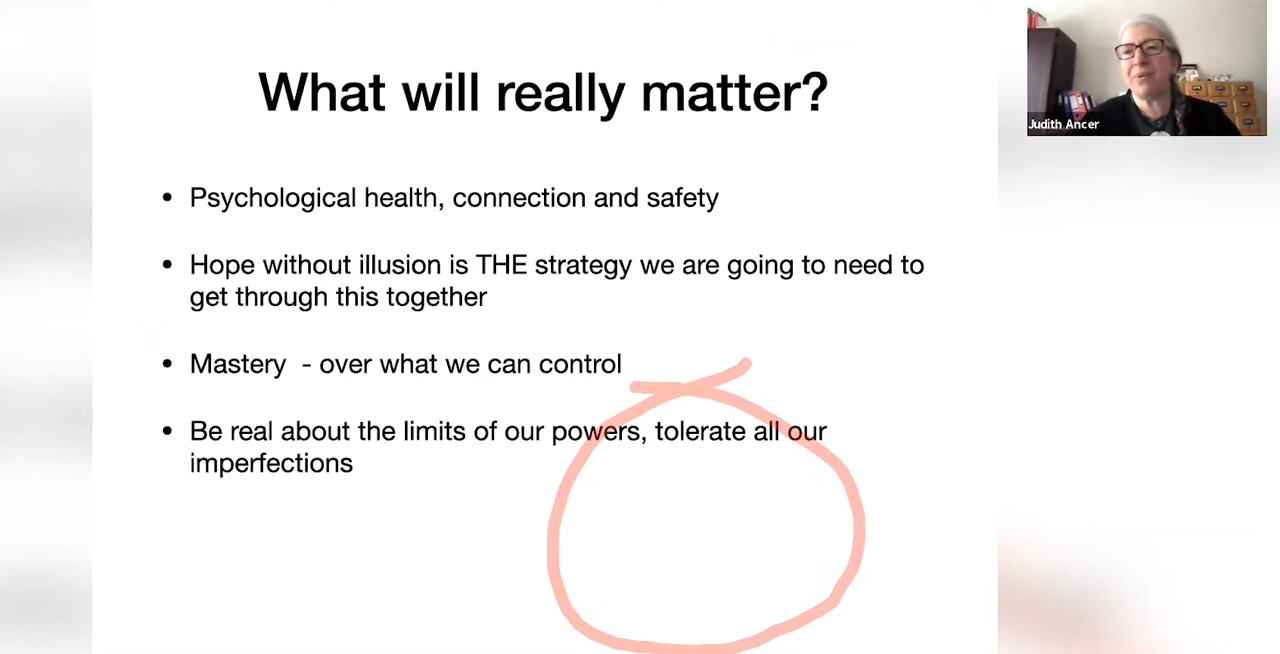 What will really matter?
Judith Ancer
• Psychological health, connection and safety
• Hope without illusion is THE strategy we are going to need to
get through this together
• Mastery  - over what we can control
• Be real about the limits of our powers, tolerate all our
imperfections